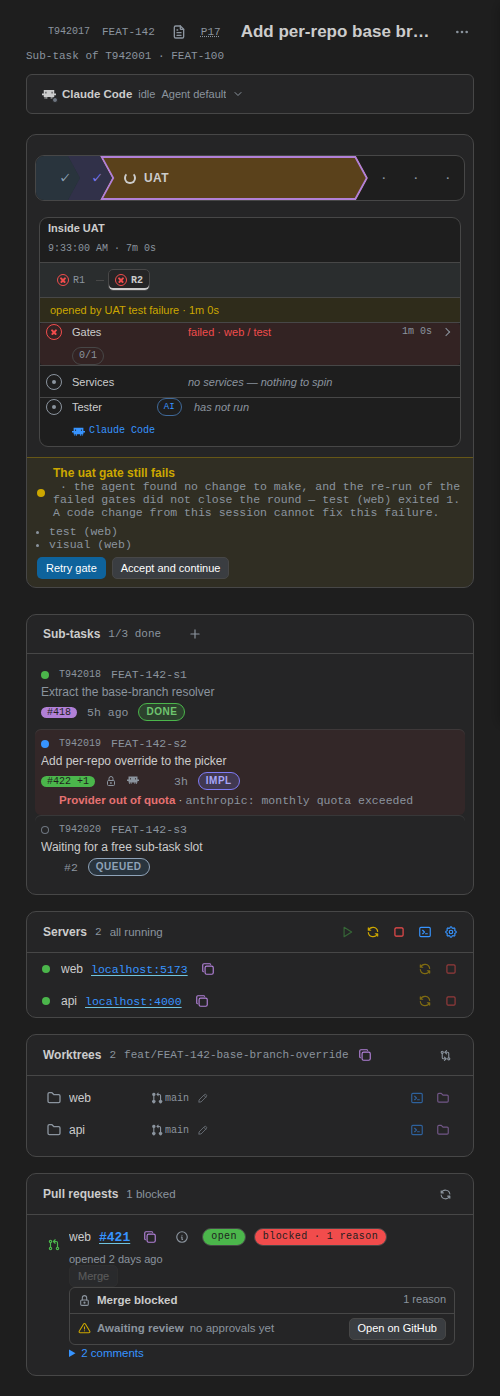 T942017 FEAT-142 P17 Add per-repo base br…
Sub-task of T942001 · FEAT-100
Claude Code idle Agent default
✓ ✓ UAT · · ·
Inside UAT
9:33:00 AM · 7m 0s
R1 — R2
opened by UAT test failure · 1m 0s
Gates failed · web / test 1m 0s
0/1
Services no services — nothing to spin
Tester AI has not run
Claude Code
The uat gate still fails
· the agent found no change to make, and the re-run of the
failed gates did not close the round — test (web) exited 1.
A code change from this session cannot fix this failure.
• test (web)
• visual (web)
Retry gate Accept and continue
Sub-tasks 1/3 done
T942018 FEAT-142-s1
Extract the base-branch resolver
#418 5h ago DONE
T942019 FEAT-142-s2
Add per-repo override to the picker
#422 +1 3h IMPL
Provider out of quota · anthropic: monthly quota exceeded
T942020 FEAT-142-s3
Waiting for a free sub-task slot
#2 QUEUED
Servers 2 all running
web localhost:5173
api localhost:4000
Worktrees 2 feat/FEAT-142-base-branch-override
web main
api main
Pull requests 1 blocked
web #421 open blocked · 1 reason
opened 2 days ago
Merge
Merge blocked 1 reason
Awaiting review no approvals yet Open on GitHub
2 comments